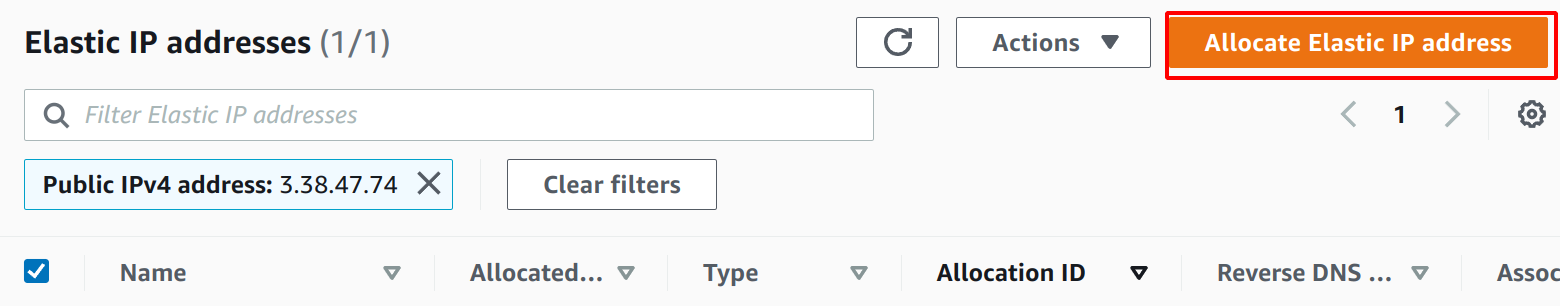 Elastic IP addresses (1/1)
Actions
Allocate Elastic IP address
Filter Elastic IP addresses
1
Public IPv4 address: 3.38.47.74
Clear filters
Name
Allocated...
Type
Allocation ID
Reverse DNS ...
Assoc